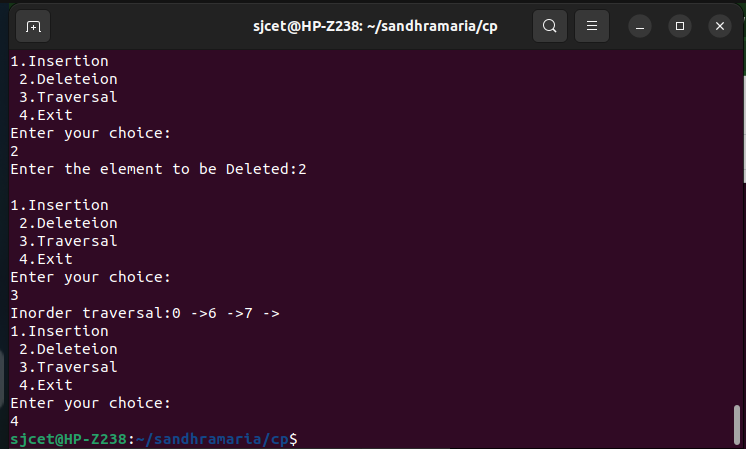 sjcet@HP-Z238: ~/sandhramaria/cp
1.Insertion
 2.Deleteion
 3.Traversal
 4.Exit
Enter your choice:
2
Enter the element to be Deleted:2

1.Insertion
 2.Deleteion
 3.Traversal
 4.Exit
Enter your choice:
3
Inorder traversal:0 ->6 ->7 ->
1.Insertion
 2.Deleteion
 3.Traversal
 4.Exit
Enter your choice:
4
sjcet@HP-Z238:~/sandhramaria/cp$